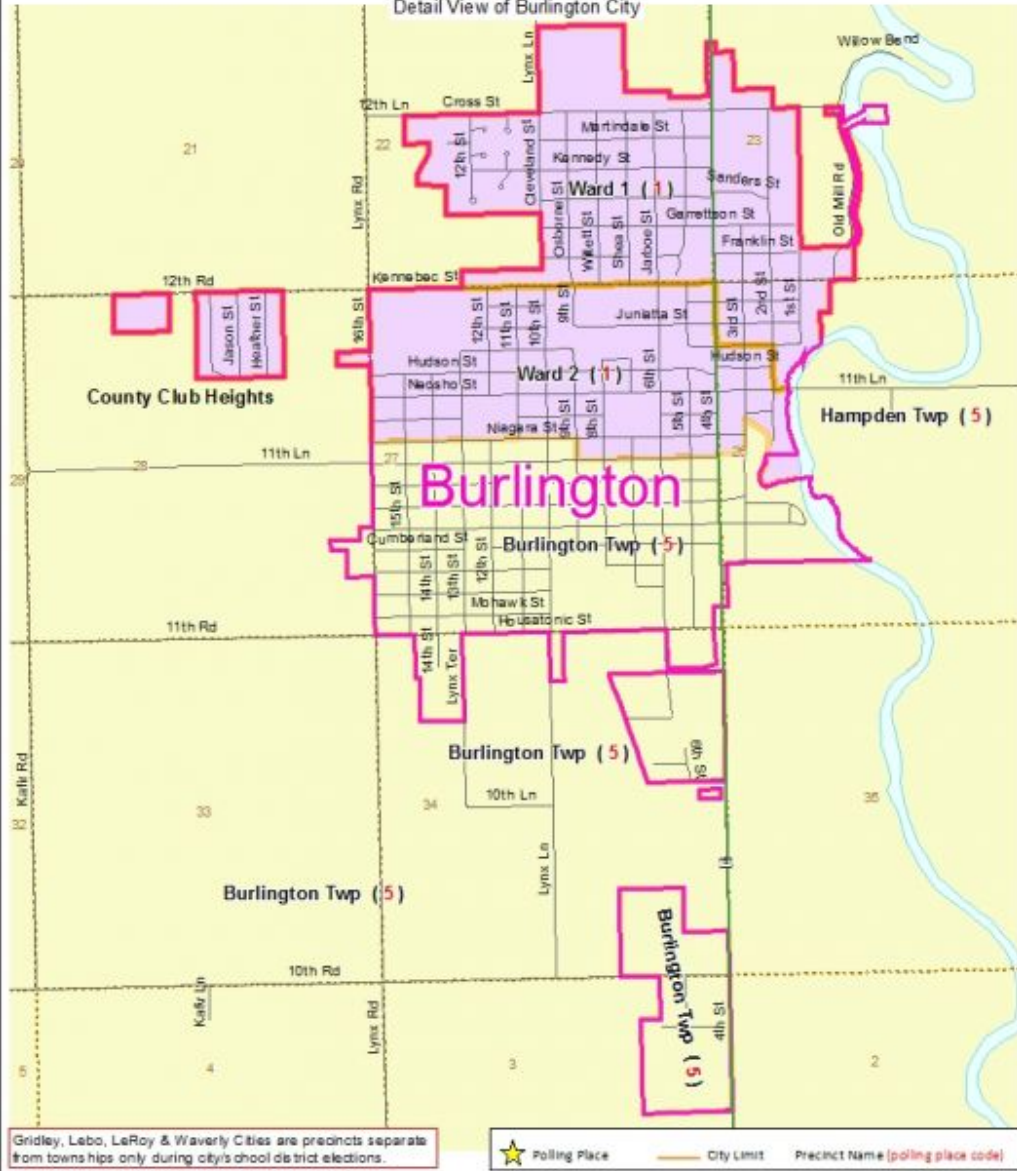 Detail View of Burlington City
Willow Bend
Lynx Ln
12th Ln
Cross St
Martindale St
23
22
21
12th St
Cleveland St
Kennedy St
Sanders St
Ward 1 (1)
Lynx Rd
Old Mill Rd
Osborne St
Willett St
Shea St
Jarboe St
Garrettson St
Franklin St
12th Rd
Kennebec St
16th St
12th St
11th St
10th St
9th St
3rd St
2nd St
1st St
Junietta St
Jason St
Heather St
Hudson St
Hudson St
Neosho St
Ward 2 (1)
6th St
11th Ln
County Club Heights
Hampden Twp (5)
9th St
8th St
5th St
4th St
Niagara St
11th Ln
28
27
29
Burlington
15th St
Cumberland St
Burlington Twp (5)
14th St
13th St
12th St
Mohawk St
Housatonic St
11th Rd
14th St
Lynx Ter
Burlington Twp (5)
6th St
Kafir Rd
10th Ln
32
33
34
35
Lynx Ln
Burlington Twp (5)
Burlington Twp (5)
10th Rd
Kafir Ln
Lynx Rd
4th St
5
4
3
2
Gridley, Lebo, LeRoy & Waverly Cities are precincts separate
from townships only during city/school district elections.
Polling Place
City Limit
Precinct Name (polling place code)